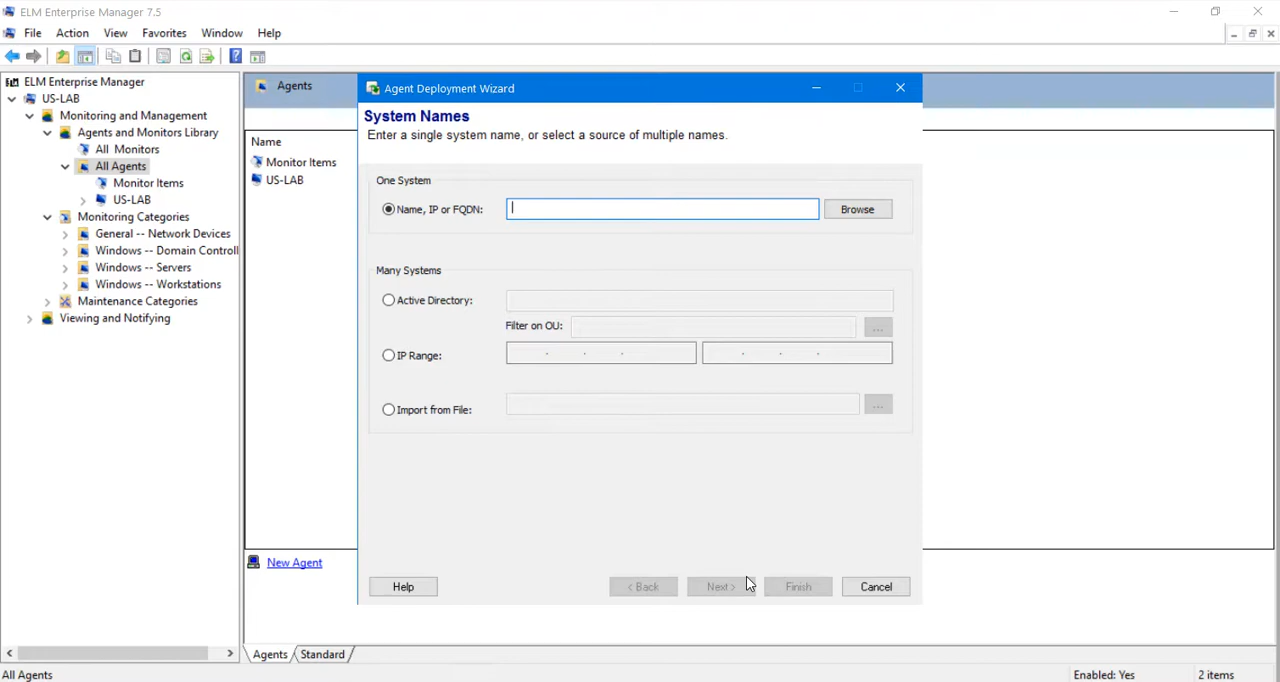 ELM Enterprise Manager 7.5
File Action View Favorites Window Help
ELM Enterprise Manager
US-LAB
Monitoring and Management
Agents and Monitors Library
All Monitors
All Agents
Monitor Items
US-LAB
Monitoring Categories
General -- Network Devices
Windows -- Domain Controll
Windows -- Servers
Windows -- Workstations
Maintenance Categories
Viewing and Notifying
Agents
Name
Monitor Items
US-LAB
New Agent
Agents Standard
Agent Deployment Wizard
System Names
Enter a single system name, or select a source of multiple names.
One System
Name, IP or FQDN: Browse
Many Systems
Active Directory:
Filter on OU: ...
IP Range: . . . . . .
Import from File: ...
Help < Back Next > Finish Cancel
All Agents Enabled: Yes 2 items